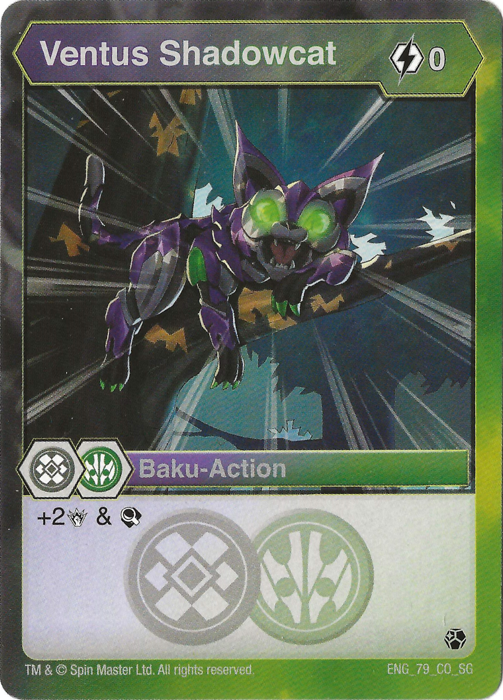 Ventus Shadowcat
0
Baku-Action
+2 &
TM & © Spin Master Ltd. All rights reserved.
ENG_79_CO_SG